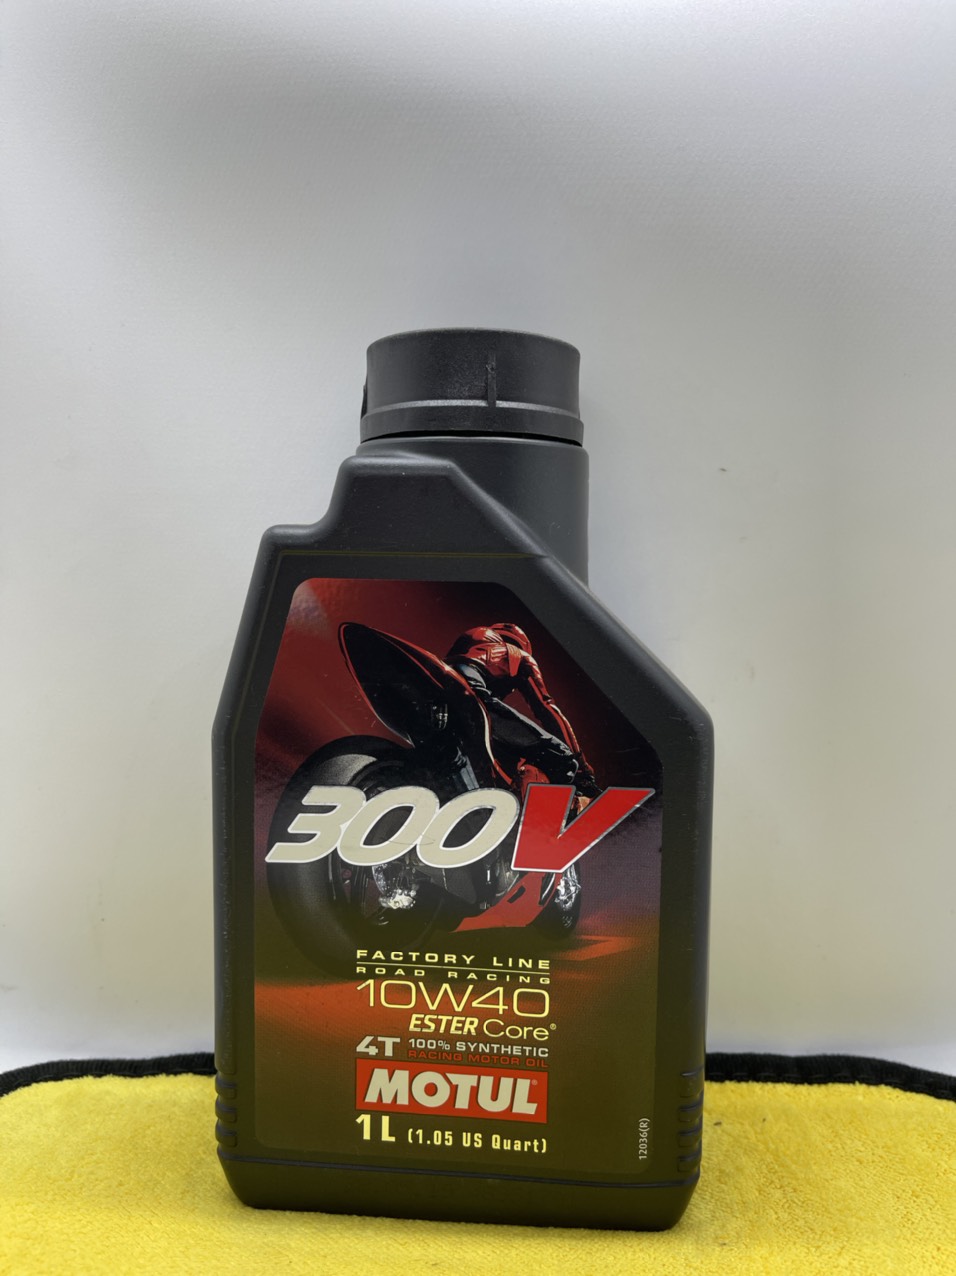 300V
FACTORY LINE
ROAD RACING
10W40
ESTER Core®
4T 100% SYNTHETIC
RACING MOTOR OIL
MOTUL®
1L (1.05 US Quart)
12036(R)